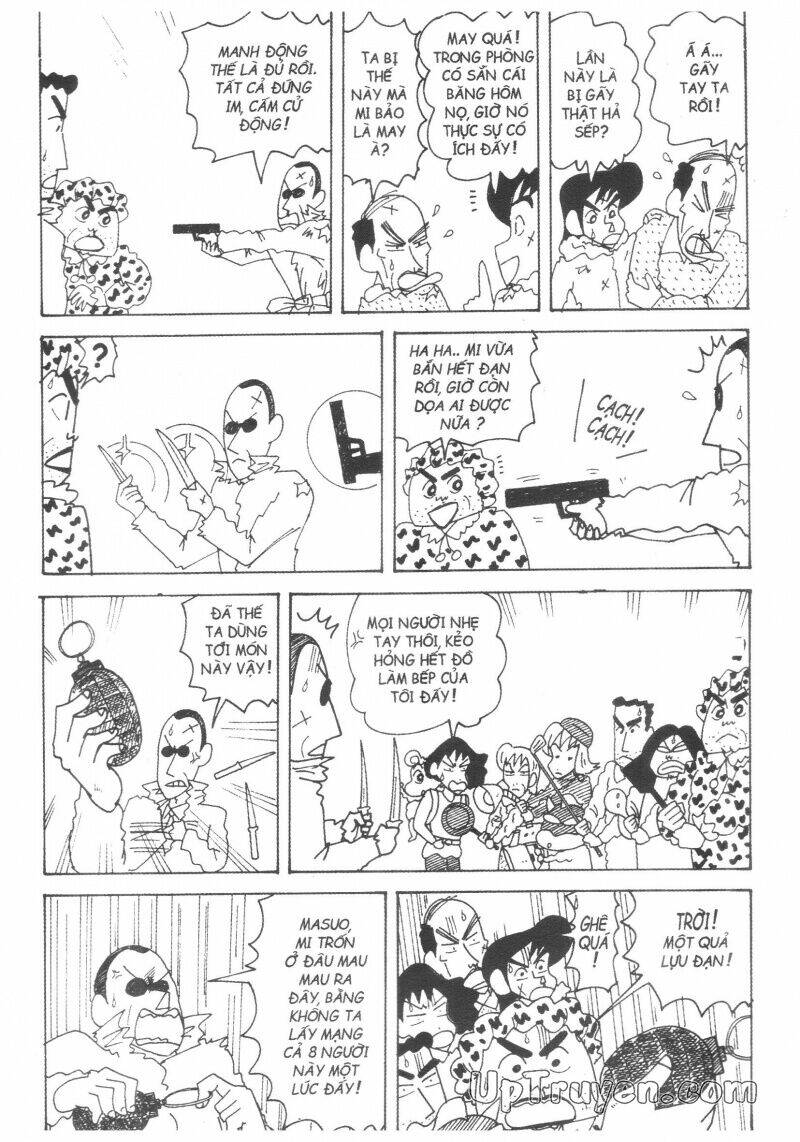 Á Á...
GÃY
TAY TA
RỒI!
LẦN
NÀY LÀ
BỊ GẪY
THẬT HẢ
SẾP?
MAY QUÁ!
TRONG PHÒNG
CÓ SẴN CÁI
BĂNG HÔM
NỌ, GIỜ NÓ
THỰC SỰ CÓ
ÍCH ĐẤY!
TA BỊ
THẾ
NÀY MÀ
MI BẢO
LÀ MAY
À?
MANH ĐỘNG
THẾ LÀ ĐỦ RỒI.
TẤT CẢ ĐỨNG
IM, CẤM CỬ
ĐỘNG!
CẠCH!
CẠCH!
HA HA.. MI VỪA
BẮN HẾT ĐẠN
RỒI, GIỜ CÒN
DỌA AI ĐƯỢC
NỮA ?
?
MỌI NGƯỜI NHẸ
TAY THÔI, KẺO
HỎNG HẾT ĐỒ
LÀM BẾP CỦA
TÔI ĐẤY!
ĐÃ THẾ
TA DÙNG
TỚI MÓN
NÀY VẬY!
TRỜI!
MỘT QUẢ
LỰU ĐẠN!
GHÊ
QUÁ
!
MASUO,
MI TRỐN
Ở ĐÂU MAU
MAU RA
ĐÂY, BẰNG
KHÔNG TA
LẤY MẠNG
CẢ 8 NGƯỜI
NÀY MỘT
LÚC ĐẤY!
UpTruyen.com